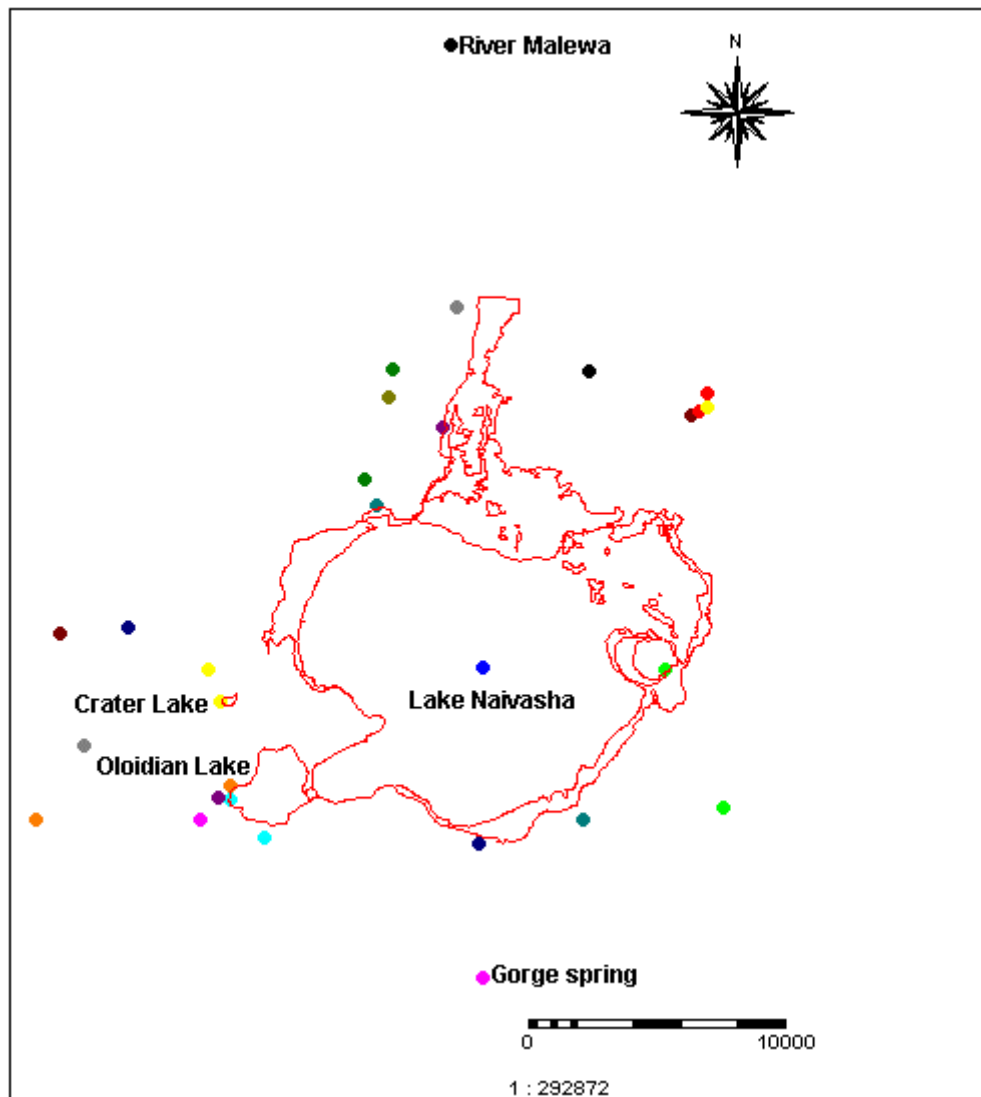 River Malewa
N
Crater Lake
Lake Naivasha
Oloidian Lake
Gorge spring
0 10000
1 : 292872